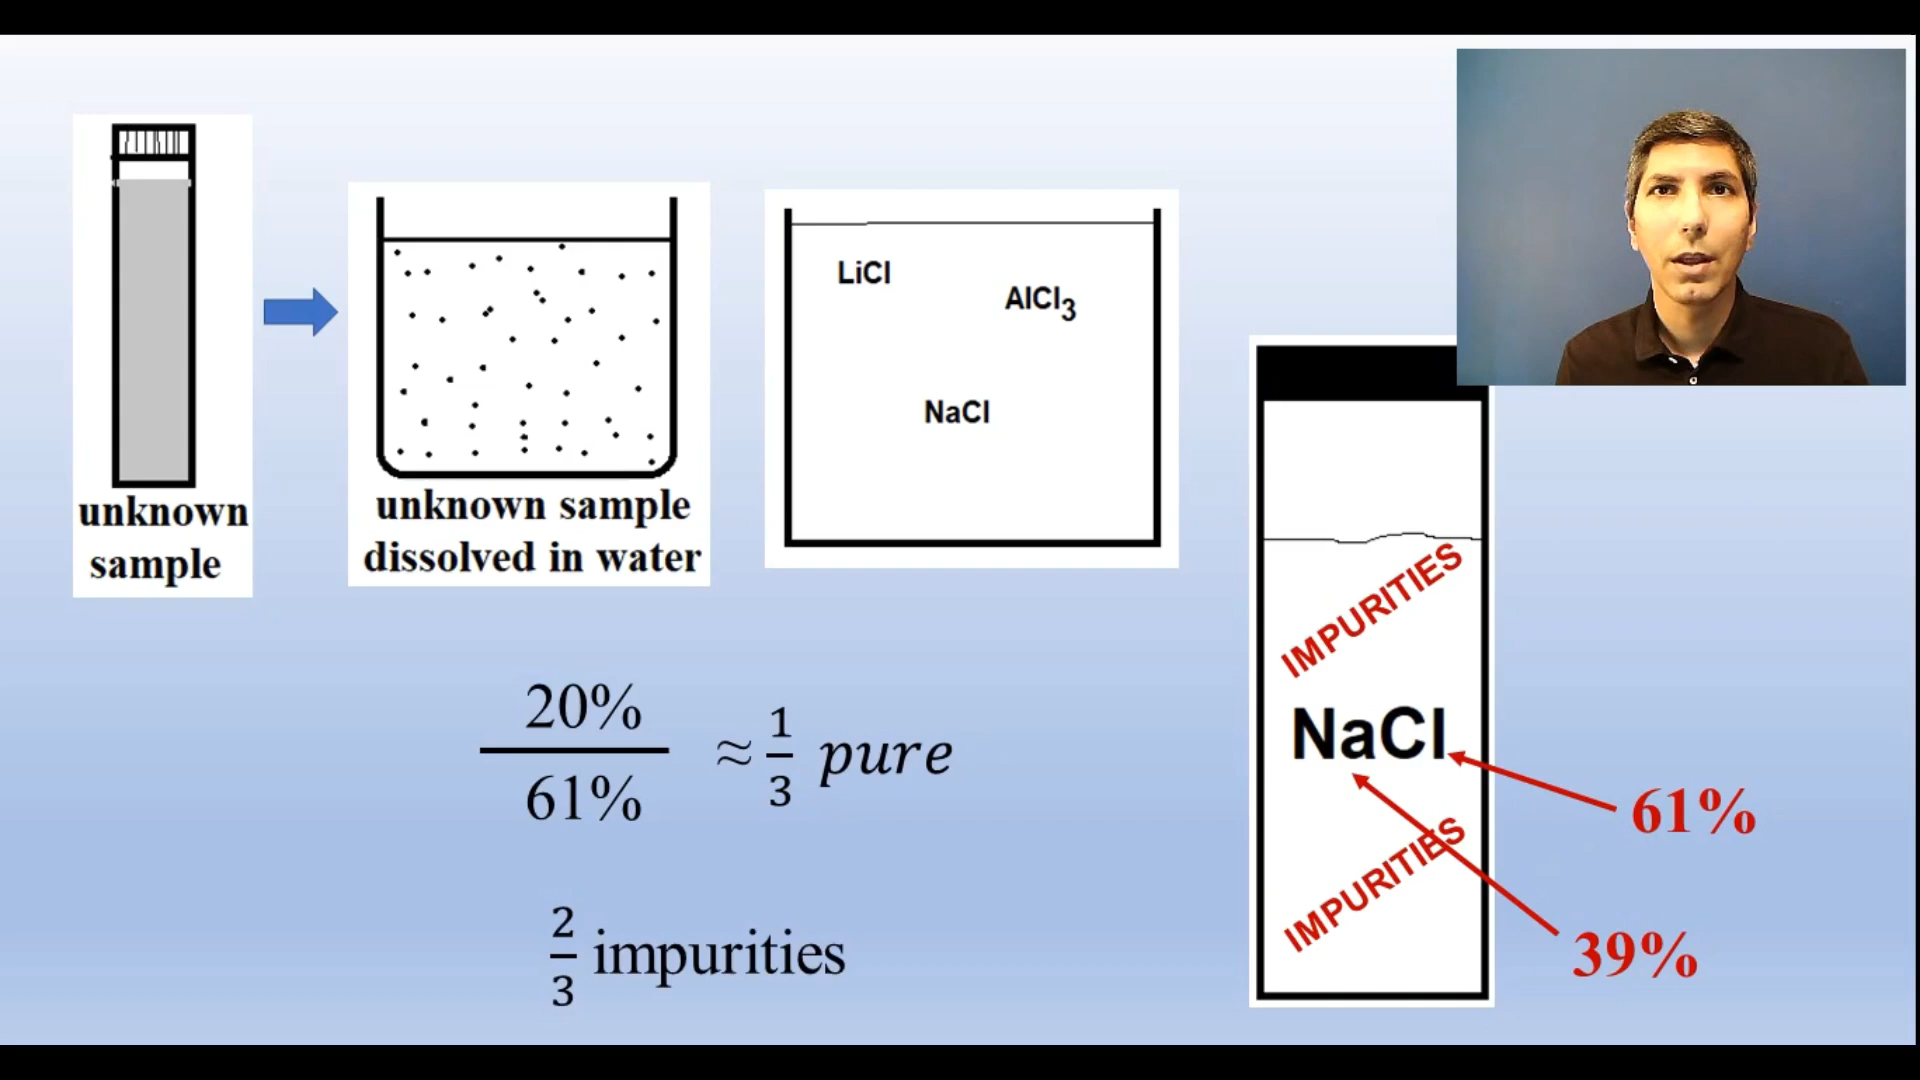 unknown
sample
unknown sample
dissolved in water
LiCl
AlCl3
NaCl
20%
61%
≈ 1/3 pure
2/3 impurities
IMPURITIES
NaCl
IMPURITIES
61%
39%